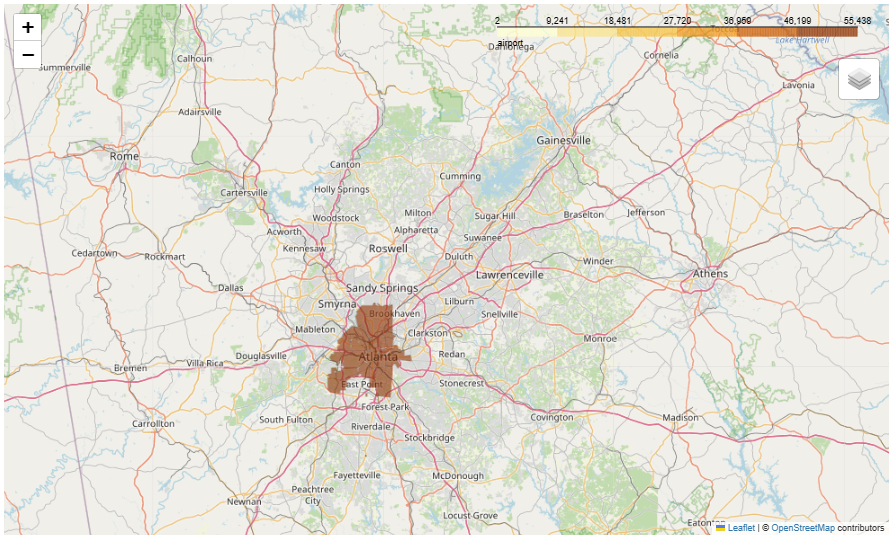 +
−
2 9,241 18,481 27,720 36,959 46,199 55,438
airport
Dahlonega
Lake Hartwell
Summerville
Calhoun
Cornelia
Lavonia
Adairsville
Rome
Gainesville
Canton
Cumming
Cartersville
Holly Springs
Woodstock
Milton
Sugar Hill
Braselton
Jefferson
Acworth
Alpharetta
Suwanee
Kennesaw
Roswell
Cedartown
Rockmart
Duluth
Winder
Lawrenceville
Athens
Dallas
Sandy Springs
Smyrna
Lilburn
Brookhaven
Snellville
Mableton
Clarkston
Monroe
Douglasville
Atlanta
Redan
Villa Rica
Bremen
East Point
Stonecrest
Forest Park
South Fulton
Covington
Madison
Carrollton
Riverdale
Stockbridge
Fayetteville
McDonough
Peachtree
City
Newnan
Locust Grove
Leaflet | © OpenStreetMap contributors